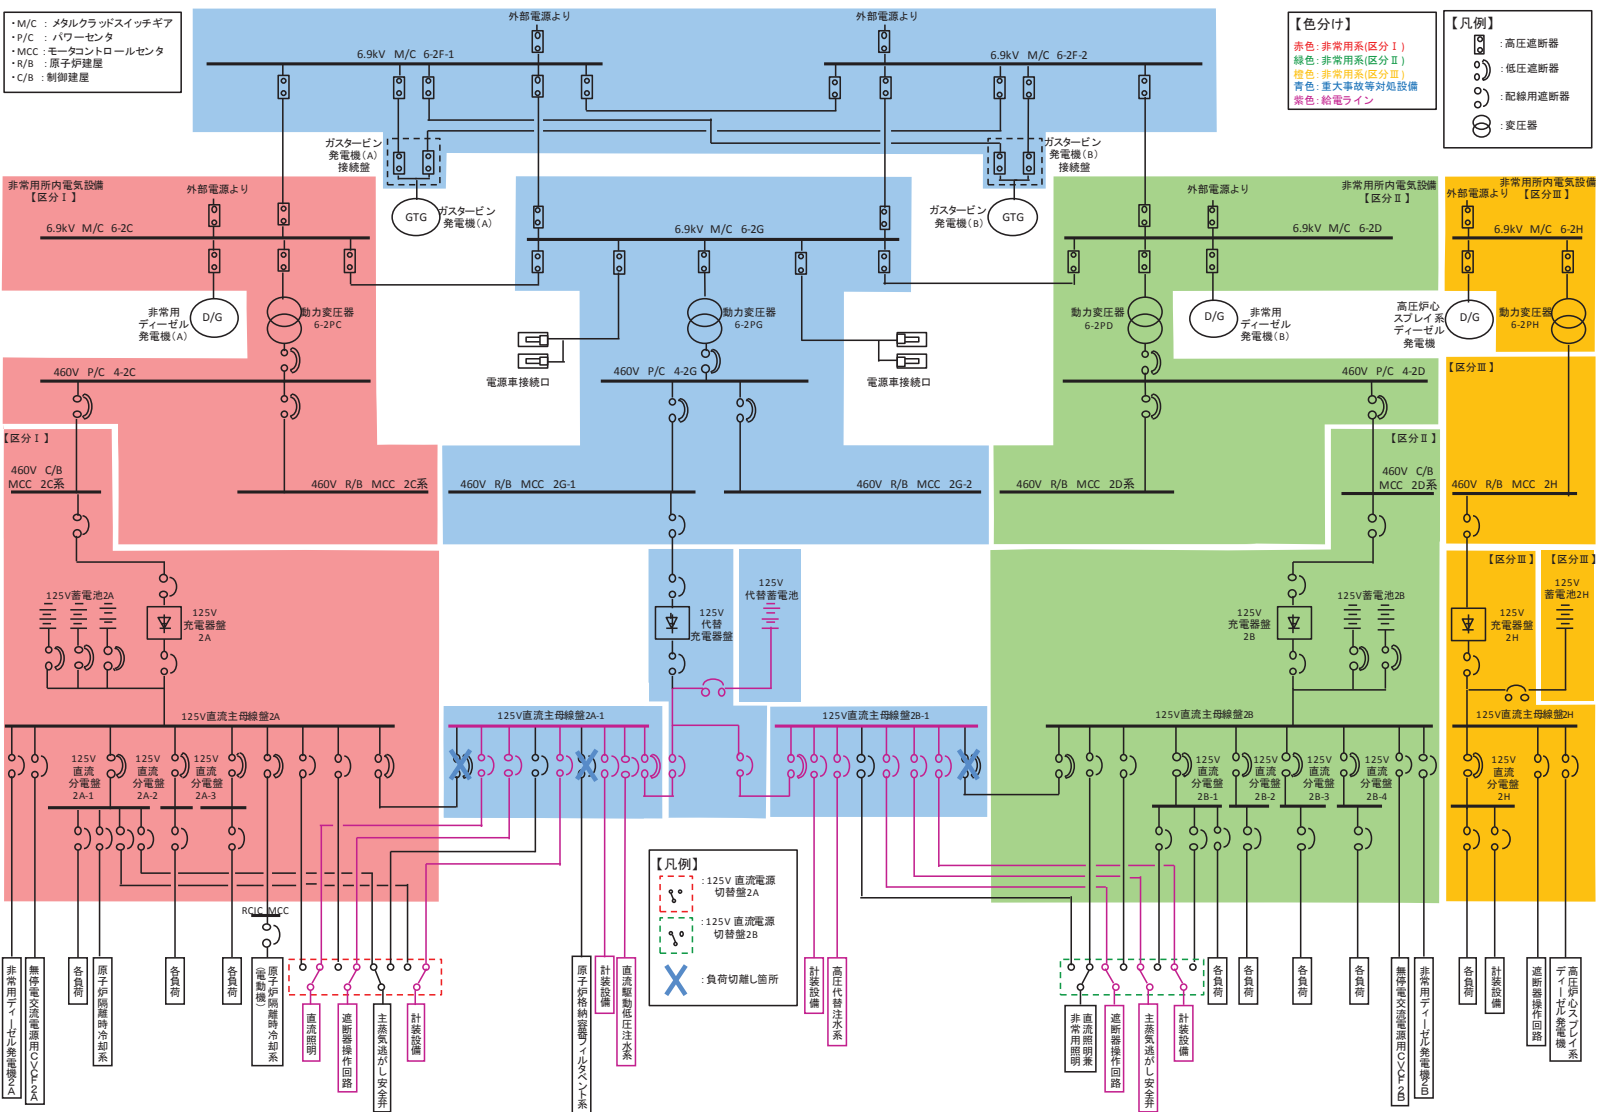 ・M/C : メタルクラッドスイッチギア
・P/C : パワーセンタ
・MCC : モータコントロールセンタ
・R/B : 原子炉建屋
・C/B : 制御建屋
外部電源より
外部電源より
6.9kV M/C 6-2F-1
6.9kV M/C 6-2F-2
【色分け】
赤色:非常用系(区分Ⅰ)
緑色:非常用系(区分Ⅱ)
橙色:非常用系(区分Ⅲ)
青色:重大事故等対処設備
紫色:給電ライン
【凡例】
:高圧遮断器
:低圧遮断器
:配線用遮断器
:変圧器
ガスタービン
発電機(A)
接続盤
ガスタービン
発電機(B)
接続盤
GTG
ガスタービン
発電機(A)
ガスタービン
発電機(B)
GTG
非常用所内電気設備
【区分Ⅰ】
外部電源より
6.9kV M/C 6-2C
6.9kV M/C 6-2G
非常用所内電気設備
【区分Ⅱ】
外部電源より
6.9kV M/C 6-2D
非常用所内電気設備
【区分Ⅲ】
外部電源より
6.9kV M/C 6-2H
非常用
ディーゼル
発電機(A)
D/G
動力変圧器
6-2PC
動力変圧器
6-2PG
動力変圧器
6-2PD
D/G
非常用
ディーゼル
発電機(B)
高圧炉心
スプレイ系
ディーゼル
発電機
D/G
動力変圧器
6-2PH
電源車接続口
電源車接続口
460V P/C 4-2C
460V P/C 4-2G
460V P/C 4-2D
【区分Ⅲ】
【区分Ⅰ】
【区分Ⅱ】
460V C/B
MCC 2C系
460V R/B MCC 2C系
460V R/B MCC 2G-1
460V R/B MCC 2G-2
460V R/B MCC 2D系
460V C/B
MCC 2D系
460V R/B MCC 2H
【区分Ⅲ】
【区分Ⅲ】
125V蓄電池2A
125V
充電器盤
2A
125V
代替
充電器盤
125V
代替蓄電池
125V
充電器盤
2B
125V蓄電池2B
125V
充電器盤
2H
125V
蓄電池2H
125V直流主母線盤2A
125V直流主母線盤2A-1
125V直流主母線盤2B-1
125V直流主母線盤2B
125V直流主母線盤2H
125V
直流
分電盤
2A-1
125V
直流
分電盤
2A-2
125V
直流
分電盤
2A-3
125V
直流
分電盤
2B-1
125V
直流
分電盤
2B-2
125V
直流
分電盤
2B-3
125V
直流
分電盤
2B-4
125V
直流
分電盤
2H
【凡例】
:125V 直流電源
切替盤2A
:125V 直流電源
切替盤2B
:負荷切離し箇所
RCIC MCC
非常用ディーゼル発電機2A
無停電交流電源用CVCF2A
各負荷
原子炉隔離時冷却系
各負荷
各負荷
原子炉隔離時冷却系
(電動機)
直流照明
遮断器操作回路
主蒸気逃がし安全弁
計装設備
原子炉格納容器フィルタベント系
計装設備
直流駆動低圧注水系
計装設備
高圧代替注水系
直流照明兼
非常用照明
遮断器操作回路
主蒸気逃がし安全弁
計装設備
各負荷
各負荷
各負荷
各負荷
無停電交流電源用CVCF2B
非常用ディーゼル発電機2B
各負荷
計装設備
遮断器操作回路
高圧炉心スプレイ系
ディーゼル発電機